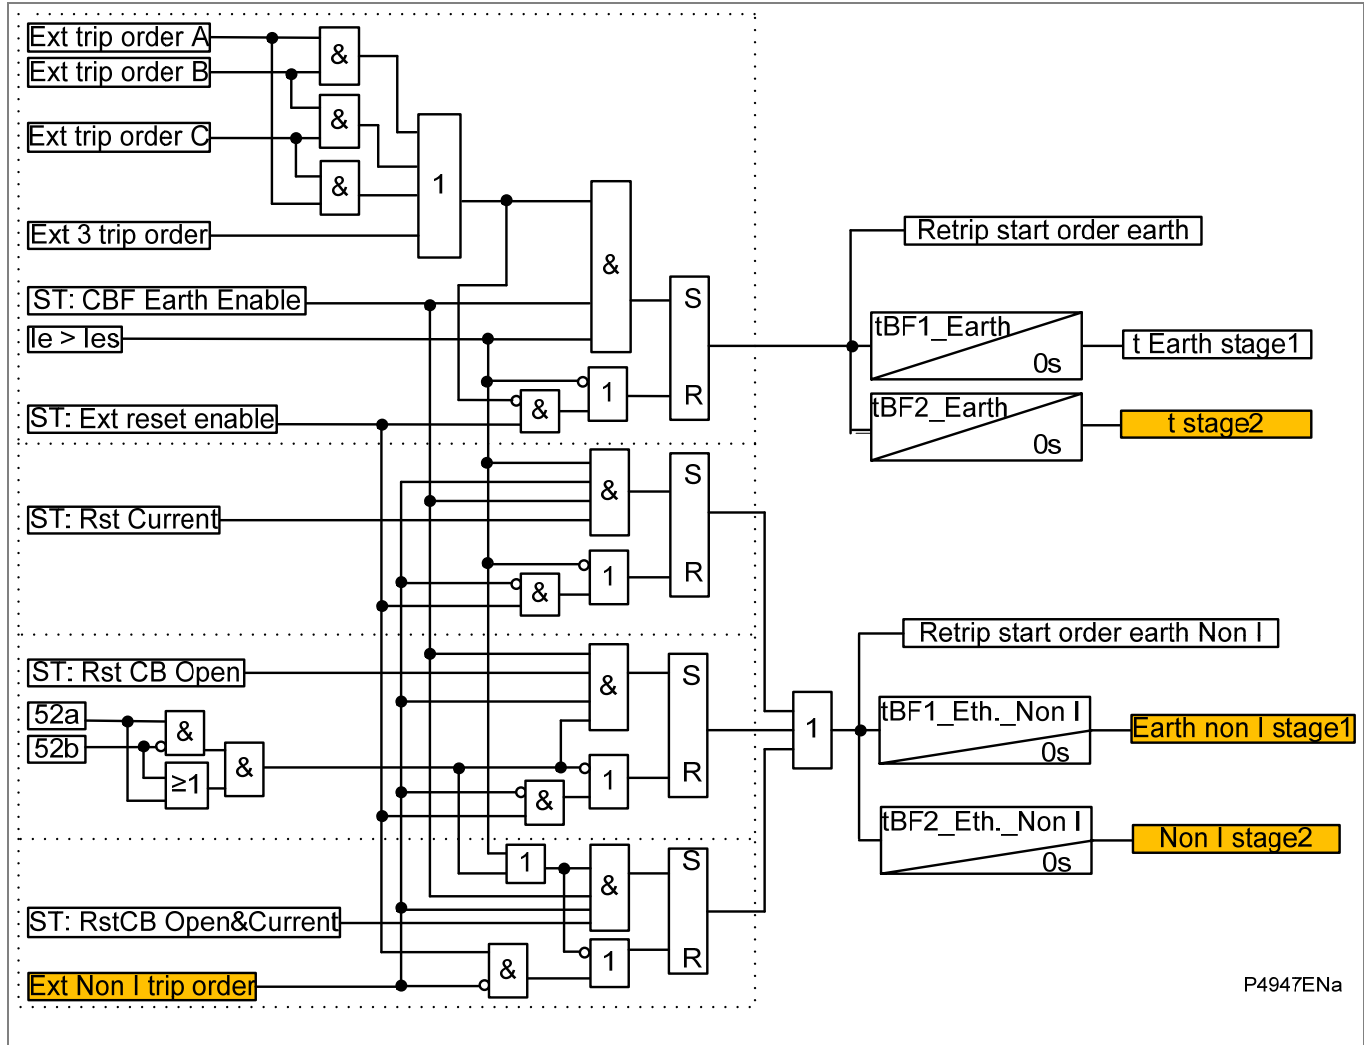 Ext trip order A
&
Ext trip order B
&
Ext trip order C
1
&
Ext 3 trip order
Retrip start order earth
&
ST: CBF Earth Enable
S
Ie > Ies
tBF1_Earth
0s
t Earth stage1
1
R
&
ST: Ext reset enable
tBF2_Earth
0s
t stage2
S
&
ST: Rst Current
1
R
&
Retrip start order earth Non I
ST: Rst CB Open
S
&
52a
&
52b
&
≥1
1
tBF1_Eth._Non I
0s
Earth non I stage1
1
R
&
tBF2_Eth._Non I
0s
Non I stage2
1
S
&
ST: RstCB Open&Current
1
R
&
Ext Non I trip order
P4947ENa